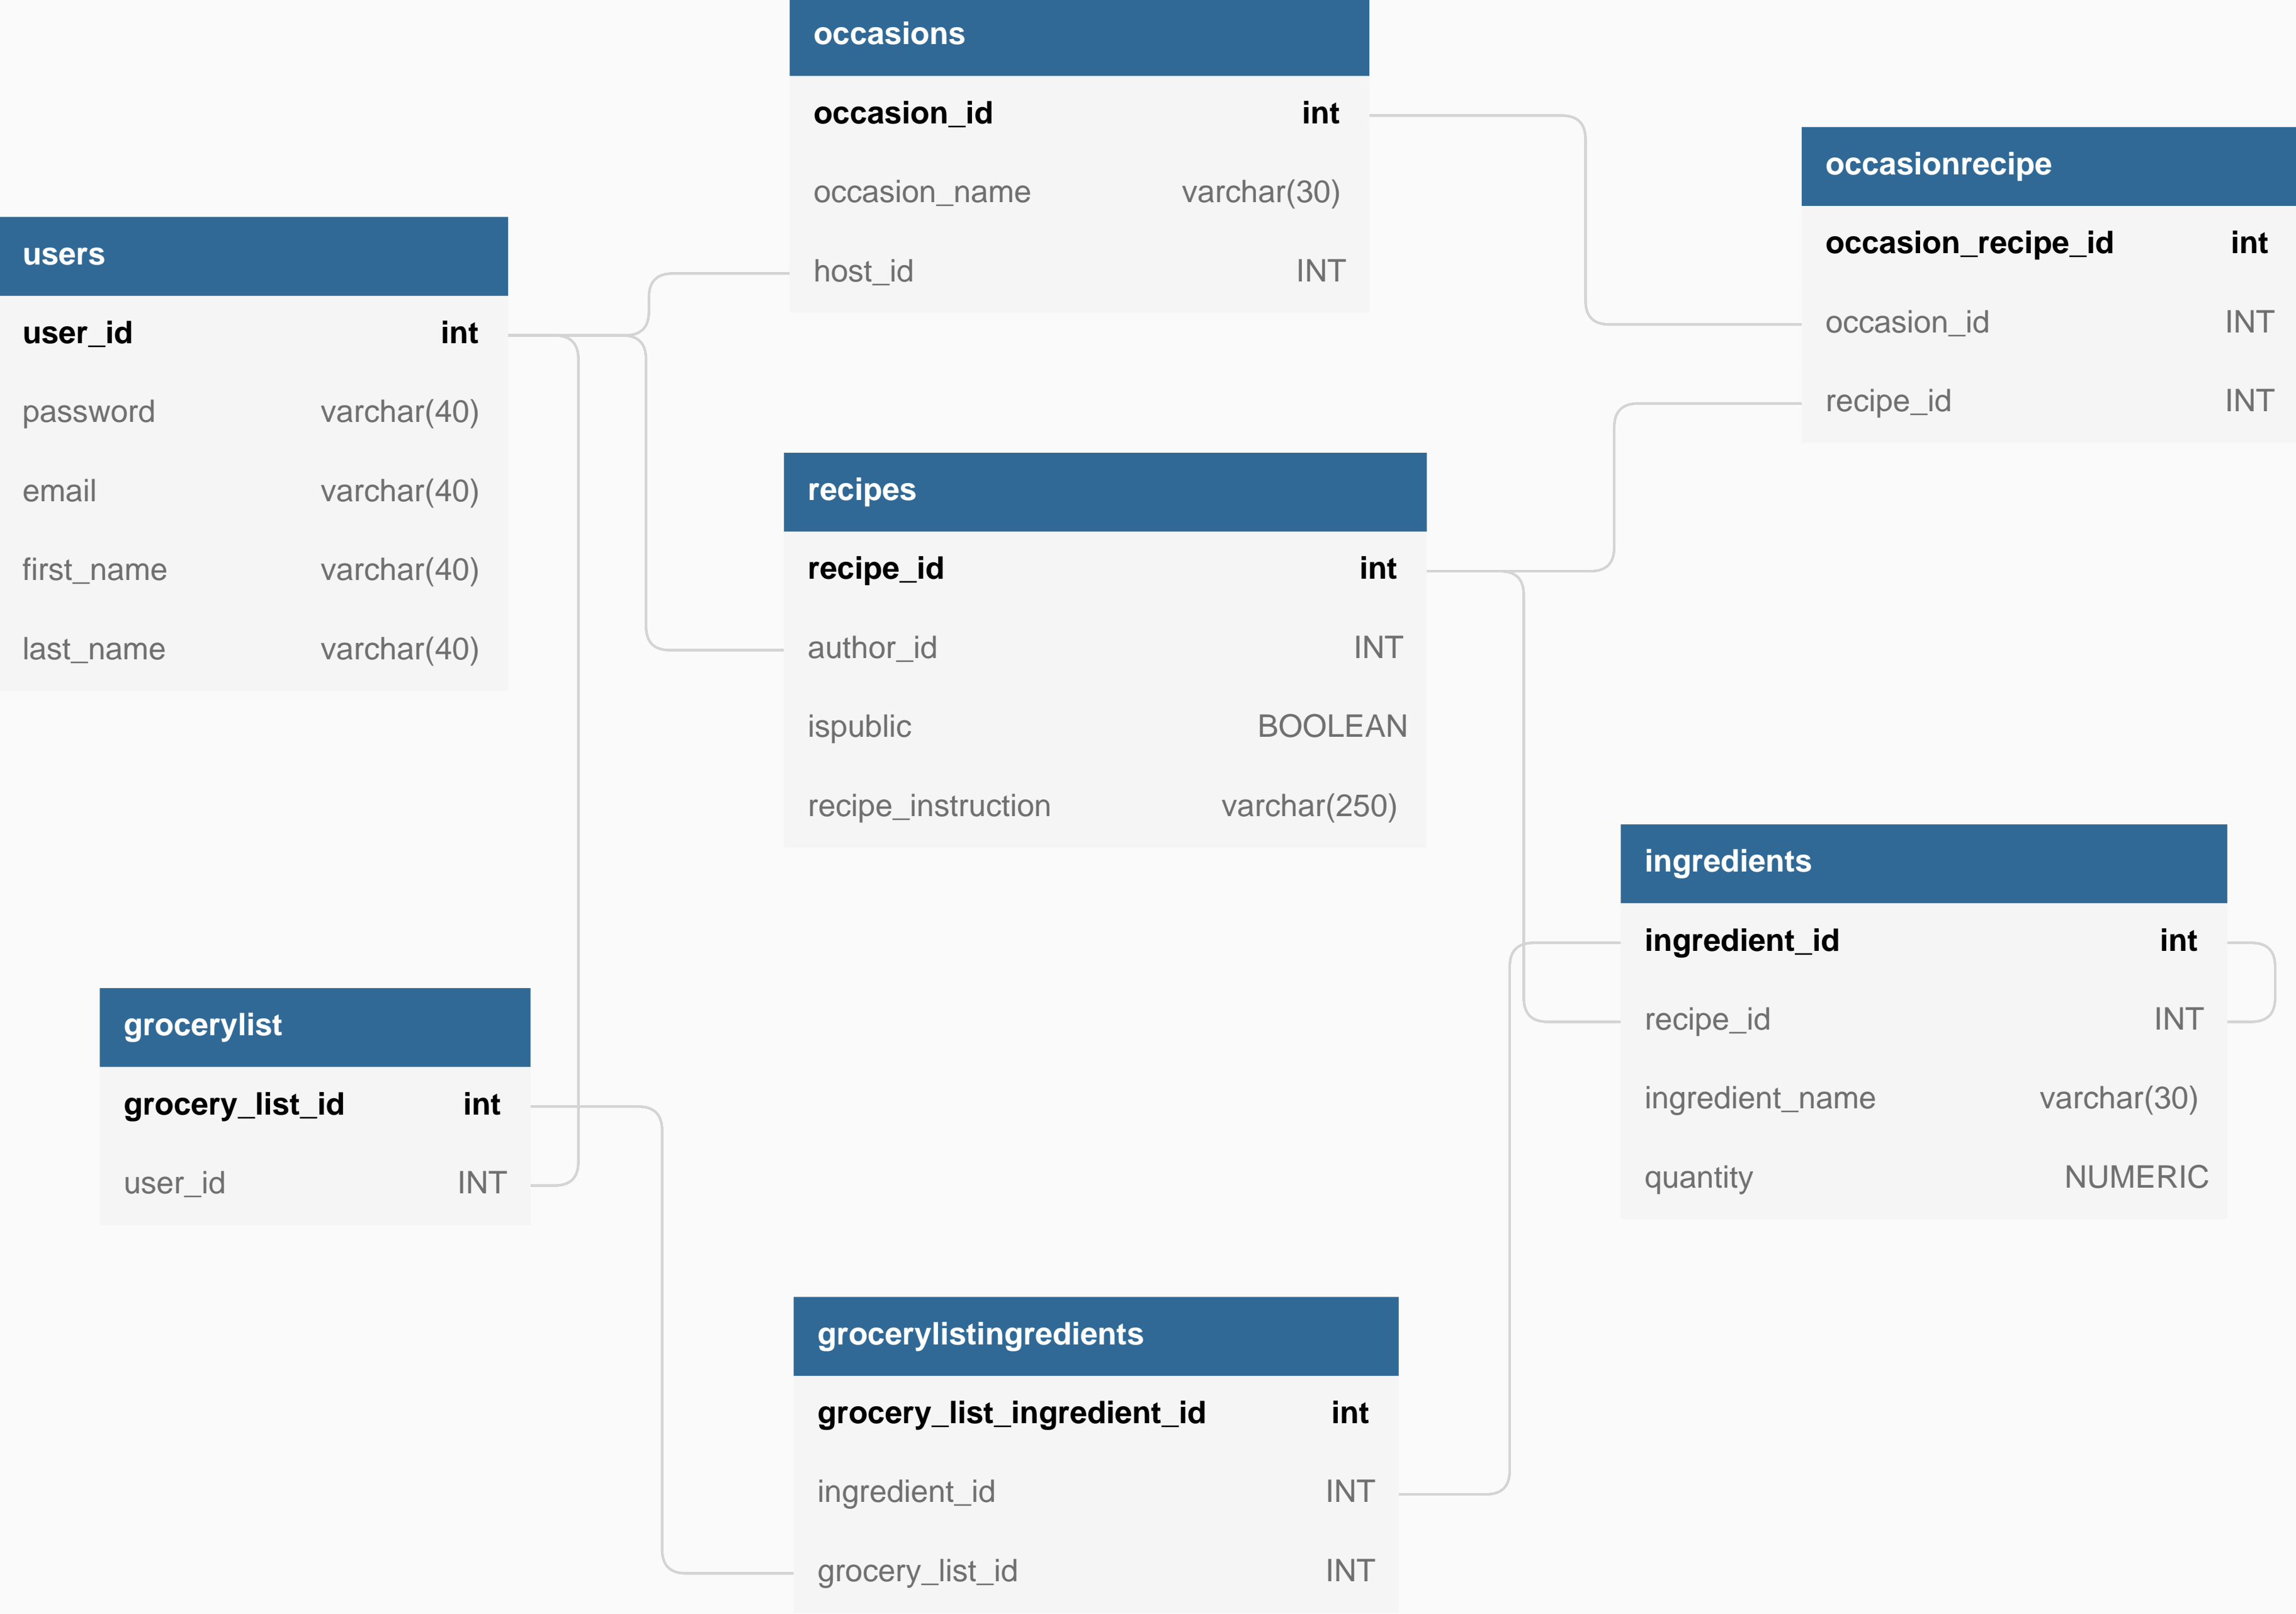 occasions
occasion_id int
occasion_name varchar(30)
host_id INT
occasionrecipe
occasion_recipe_id int
occasion_id INT
recipe_id INT
users
user_id int
password varchar(40)
email varchar(40)
first_name varchar(40)
last_name varchar(40)
recipes
recipe_id int
author_id INT
ispublic BOOLEAN
recipe_instruction varchar(250)
ingredients
ingredient_id int
recipe_id INT
ingredient_name varchar(30)
quantity NUMERIC
grocerylist
grocery_list_id int
user_id INT
grocerylistingredients
grocery_list_ingredient_id int
ingredient_id INT
grocery_list_id INT